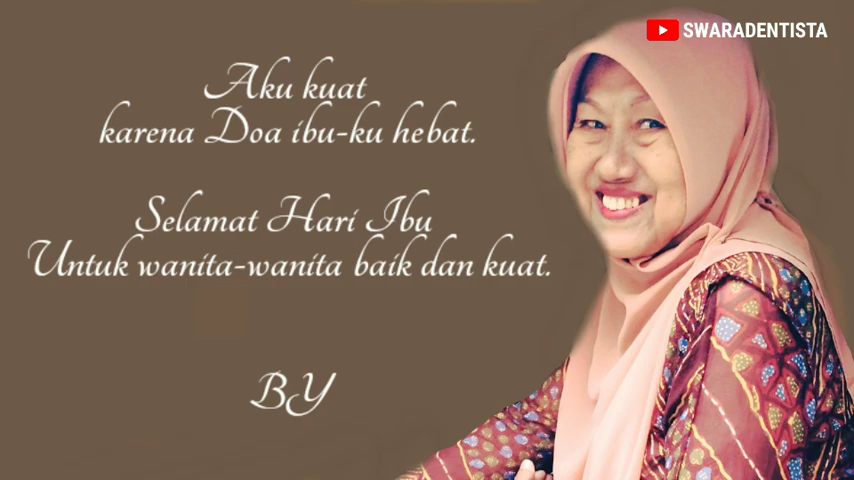 SWARADENTISTA
Aku kuat
karena Doa ibu-ku hebat.
Selamat Hari Ibu
Untuk wanita-wanita baik dan kuat.
BY